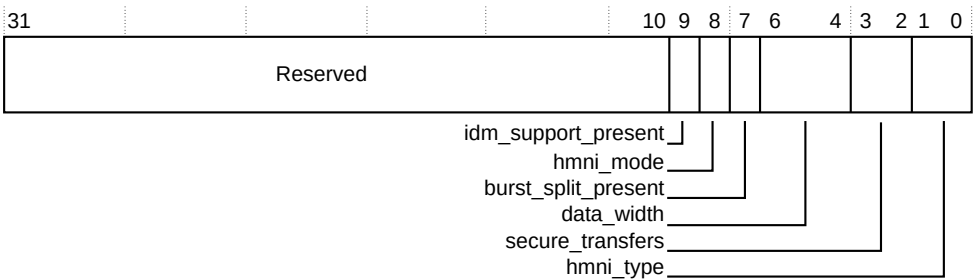 31 10 9 8 7 6 4 3 2 1 0
Reserved
idm_support_present
hmni_mode
burst_split_present
data_width
secure_transfers
hmni_type